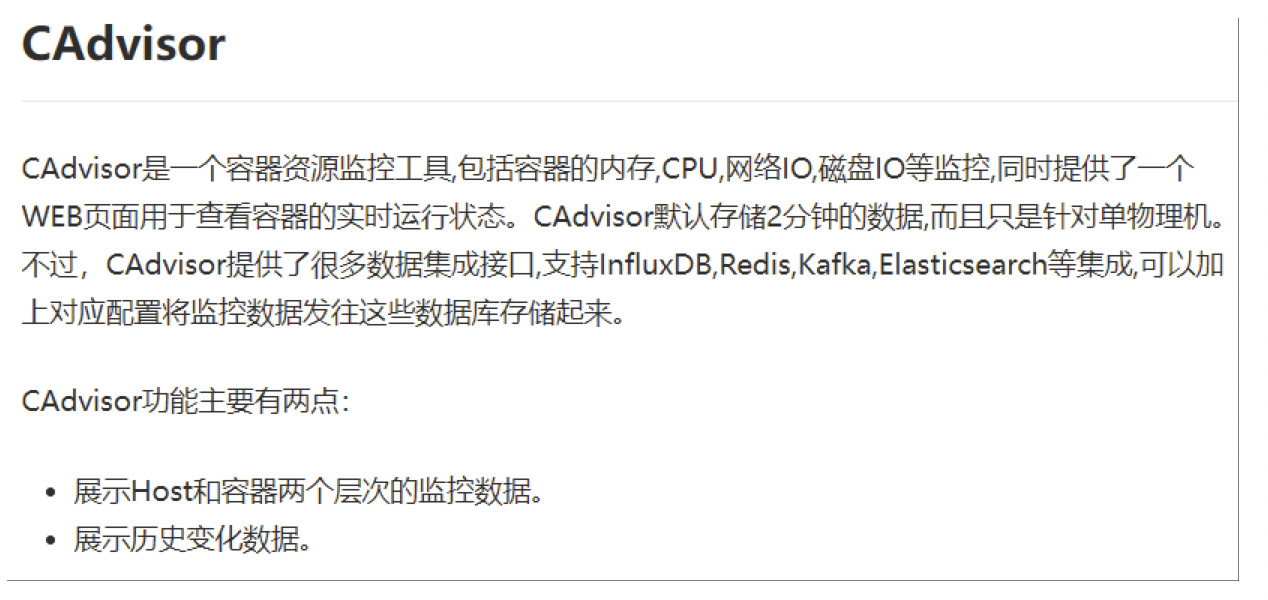 CAdvisor
CAdvisor是一个容器资源监控工具,包括容器的内存,CPU,网络IO,磁盘IO等监控,同时提供了一个
WEB页面用于查看容器的实时运行状态。CAdvisor默认存储2分钟的数据,而且只是针对单物理机。
不过，CAdvisor提供了很多数据集成接口,支持InfluxDB,Redis,Kafka,Elasticsearch等集成,可以加
上对应配置将监控数据发往这些数据库存储起来。
CAdvisor功能主要有两点：
• 展示Host和容器两个层次的监控数据。
• 展示历史变化数据。